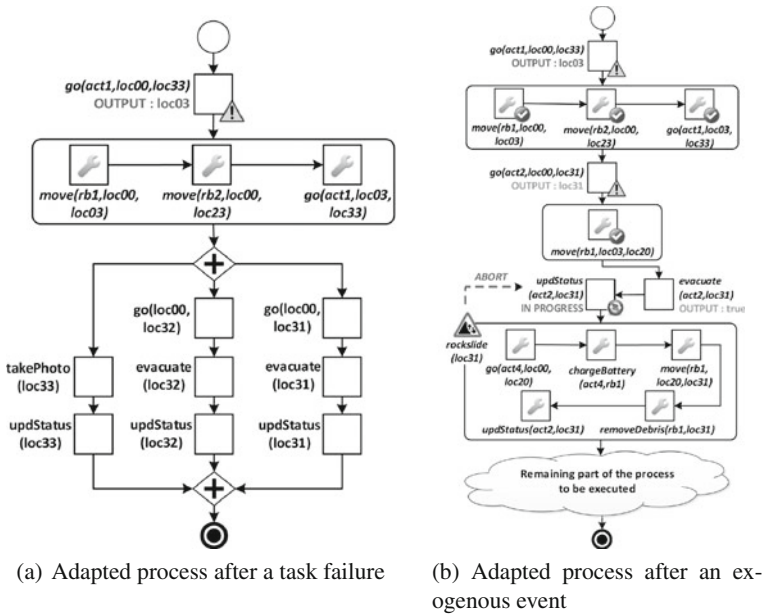 go(act1,loc00,loc33)
OUTPUT : loc03
move(rb1,loc00,
loc03)
move(rb2,loc00,
loc23)
go(act1,loc03,
loc33)
go(loc00,
loc32)
go(loc00,
loc31)
takePhoto
(loc33)
evacuate
(loc32)
evacuate
(loc31)
updStatus
(loc33)
updStatus
(loc32)
updStatus
(loc31)
(a) Adapted process after a task failure
go(act1,loc00,loc33)
OUTPUT : loc03
move(rb1,loc00,
loc03)
move(rb2,loc00,
loc23)
go(act1,loc03,
loc33)
go(act2,loc00,loc31)
OUTPUT : loc31
move(rb1,loc03,loc20)
ABORT
updStatus
(act2,loc31)
IN PROGRESS
evacuate
(act2,loc31)
OUTPUT : true
rockslide
(loc31)
go(act4,loc00,
loc20)
chargeBattery
(act4,rb1)
move(rb1,
loc20,loc31)
updStatus(act2,loc31)
removeDebris(rb1,loc31)
Remaining part of the process
to be executed
(b) Adapted process after an ex-
ogenous event